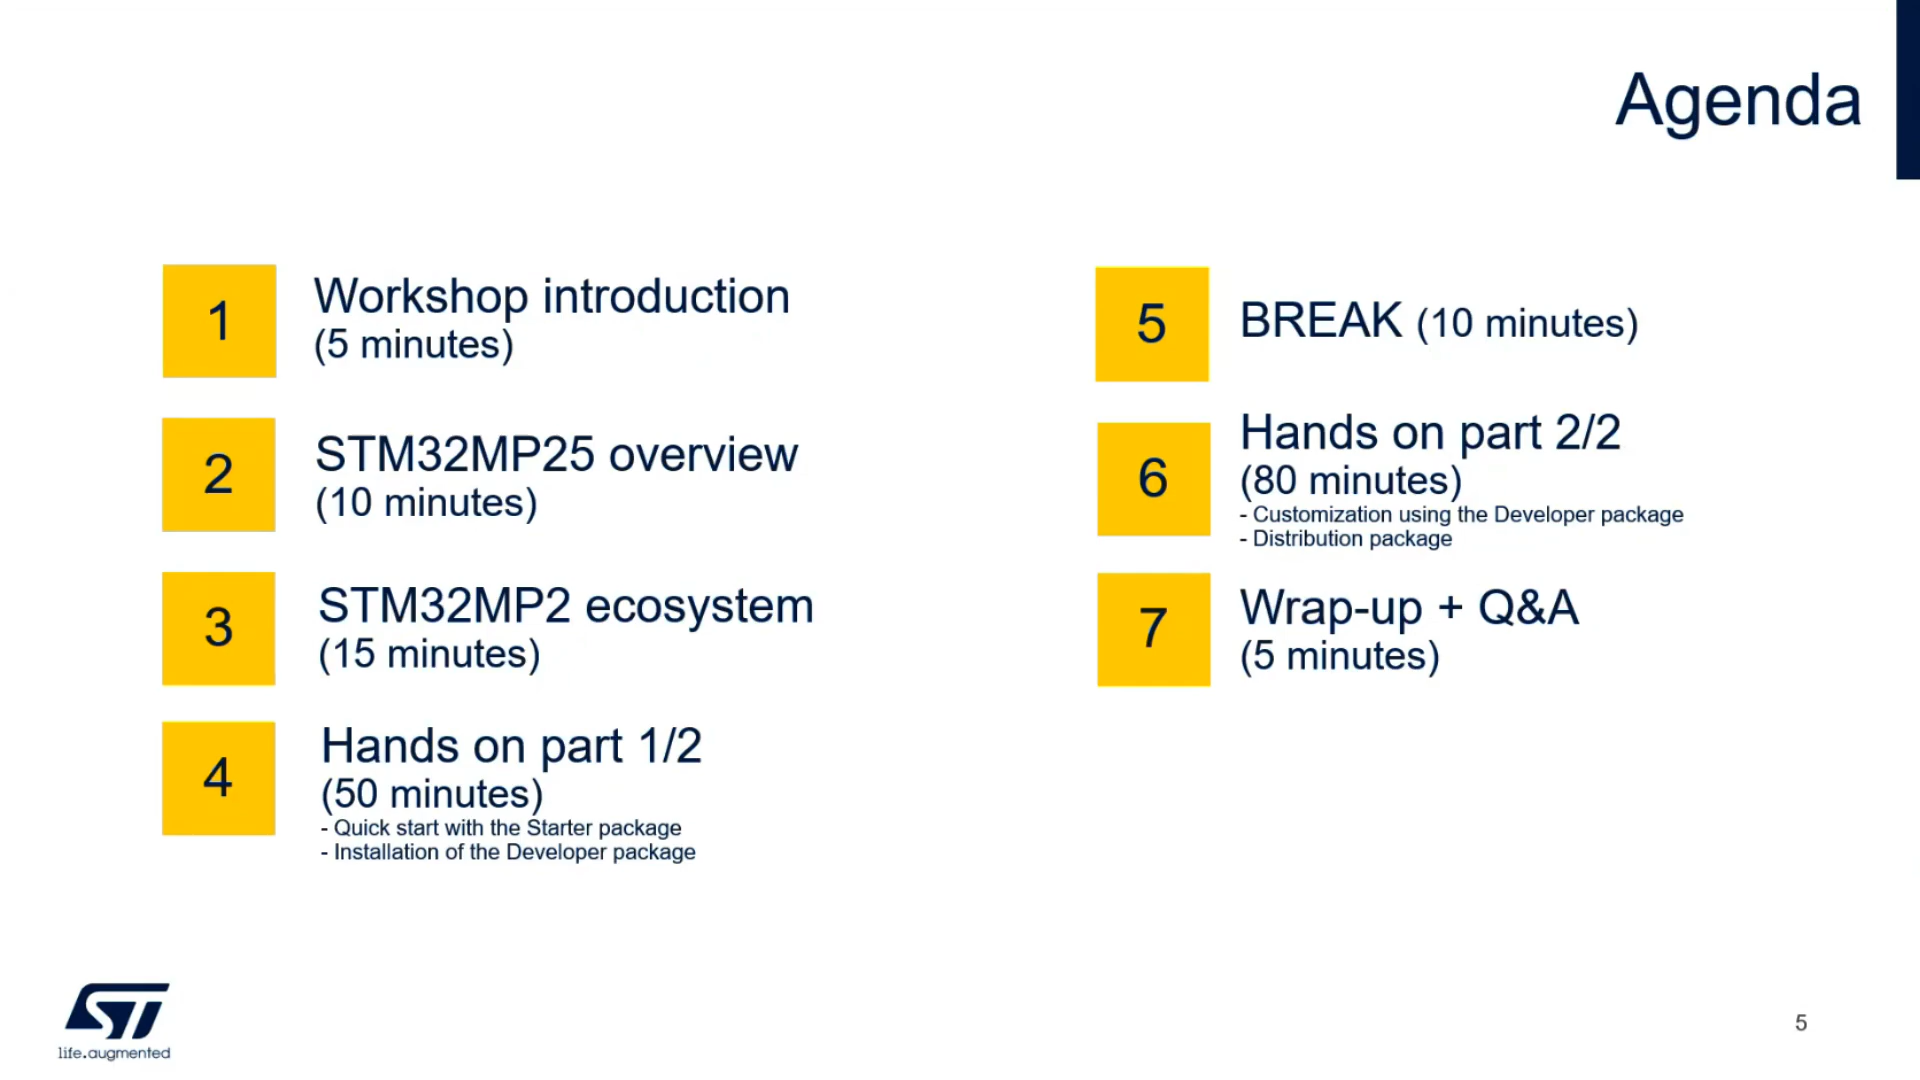 Agenda
1
Workshop introduction
(5 minutes)
2
STM32MP25 overview
(10 minutes)
3
STM32MP2 ecosystem
(15 minutes)
4
Hands on part 1/2
(50 minutes)
- Quick start with the Starter package
- Installation of the Developer package
5
BREAK (10 minutes)
6
Hands on part 2/2
(80 minutes)
- Customization using the Developer package
- Distribution package
7
Wrap-up + Q&A
(5 minutes)
ST
life.augmented
5